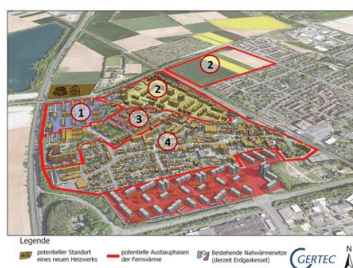 2
2
1
3
4
Legende
potentieller Standort
eines neuen Heizwerks
potentielle Ausbauphasen
der Fernwärme
Bestehende Nahwärmenetze
(derzeit Erdgaskessel)
GERTEC
N